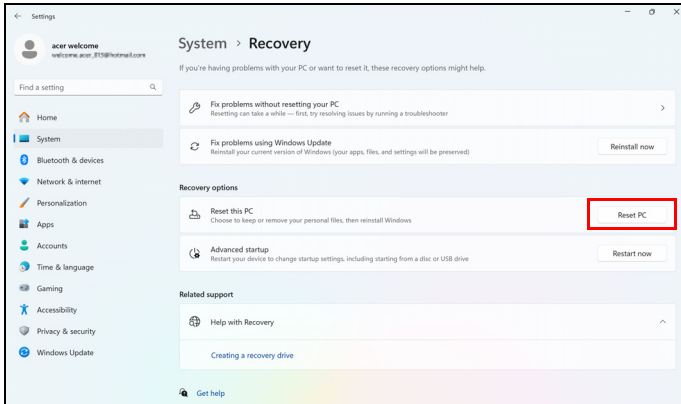 Settings
acer welcome
welcome.acer_815@hotmail.com
Find a setting
Home
System
Bluetooth & devices
Network & internet
Personalization
Apps
Accounts
Time & language
Gaming
Accessibility
Privacy & security
Windows Update
System > Recovery
If you're having problems with your PC or want to reset it, these recovery options might help.
Fix problems without resetting your PC
Resetting can take a while — first, try resolving issues by running a troubleshooter
Fix problems using Windows Update
Reinstall your current version of Windows (your apps, files, and settings will be preserved)
Reinstall now
Recovery options
Reset this PC
Choose to keep or remove your personal files, then reinstall Windows
Reset PC
Advanced startup
Restart your device to change startup settings, including starting from a disc or USB drive
Restart now
Related support
Help with Recovery
Creating a recovery drive
Get help